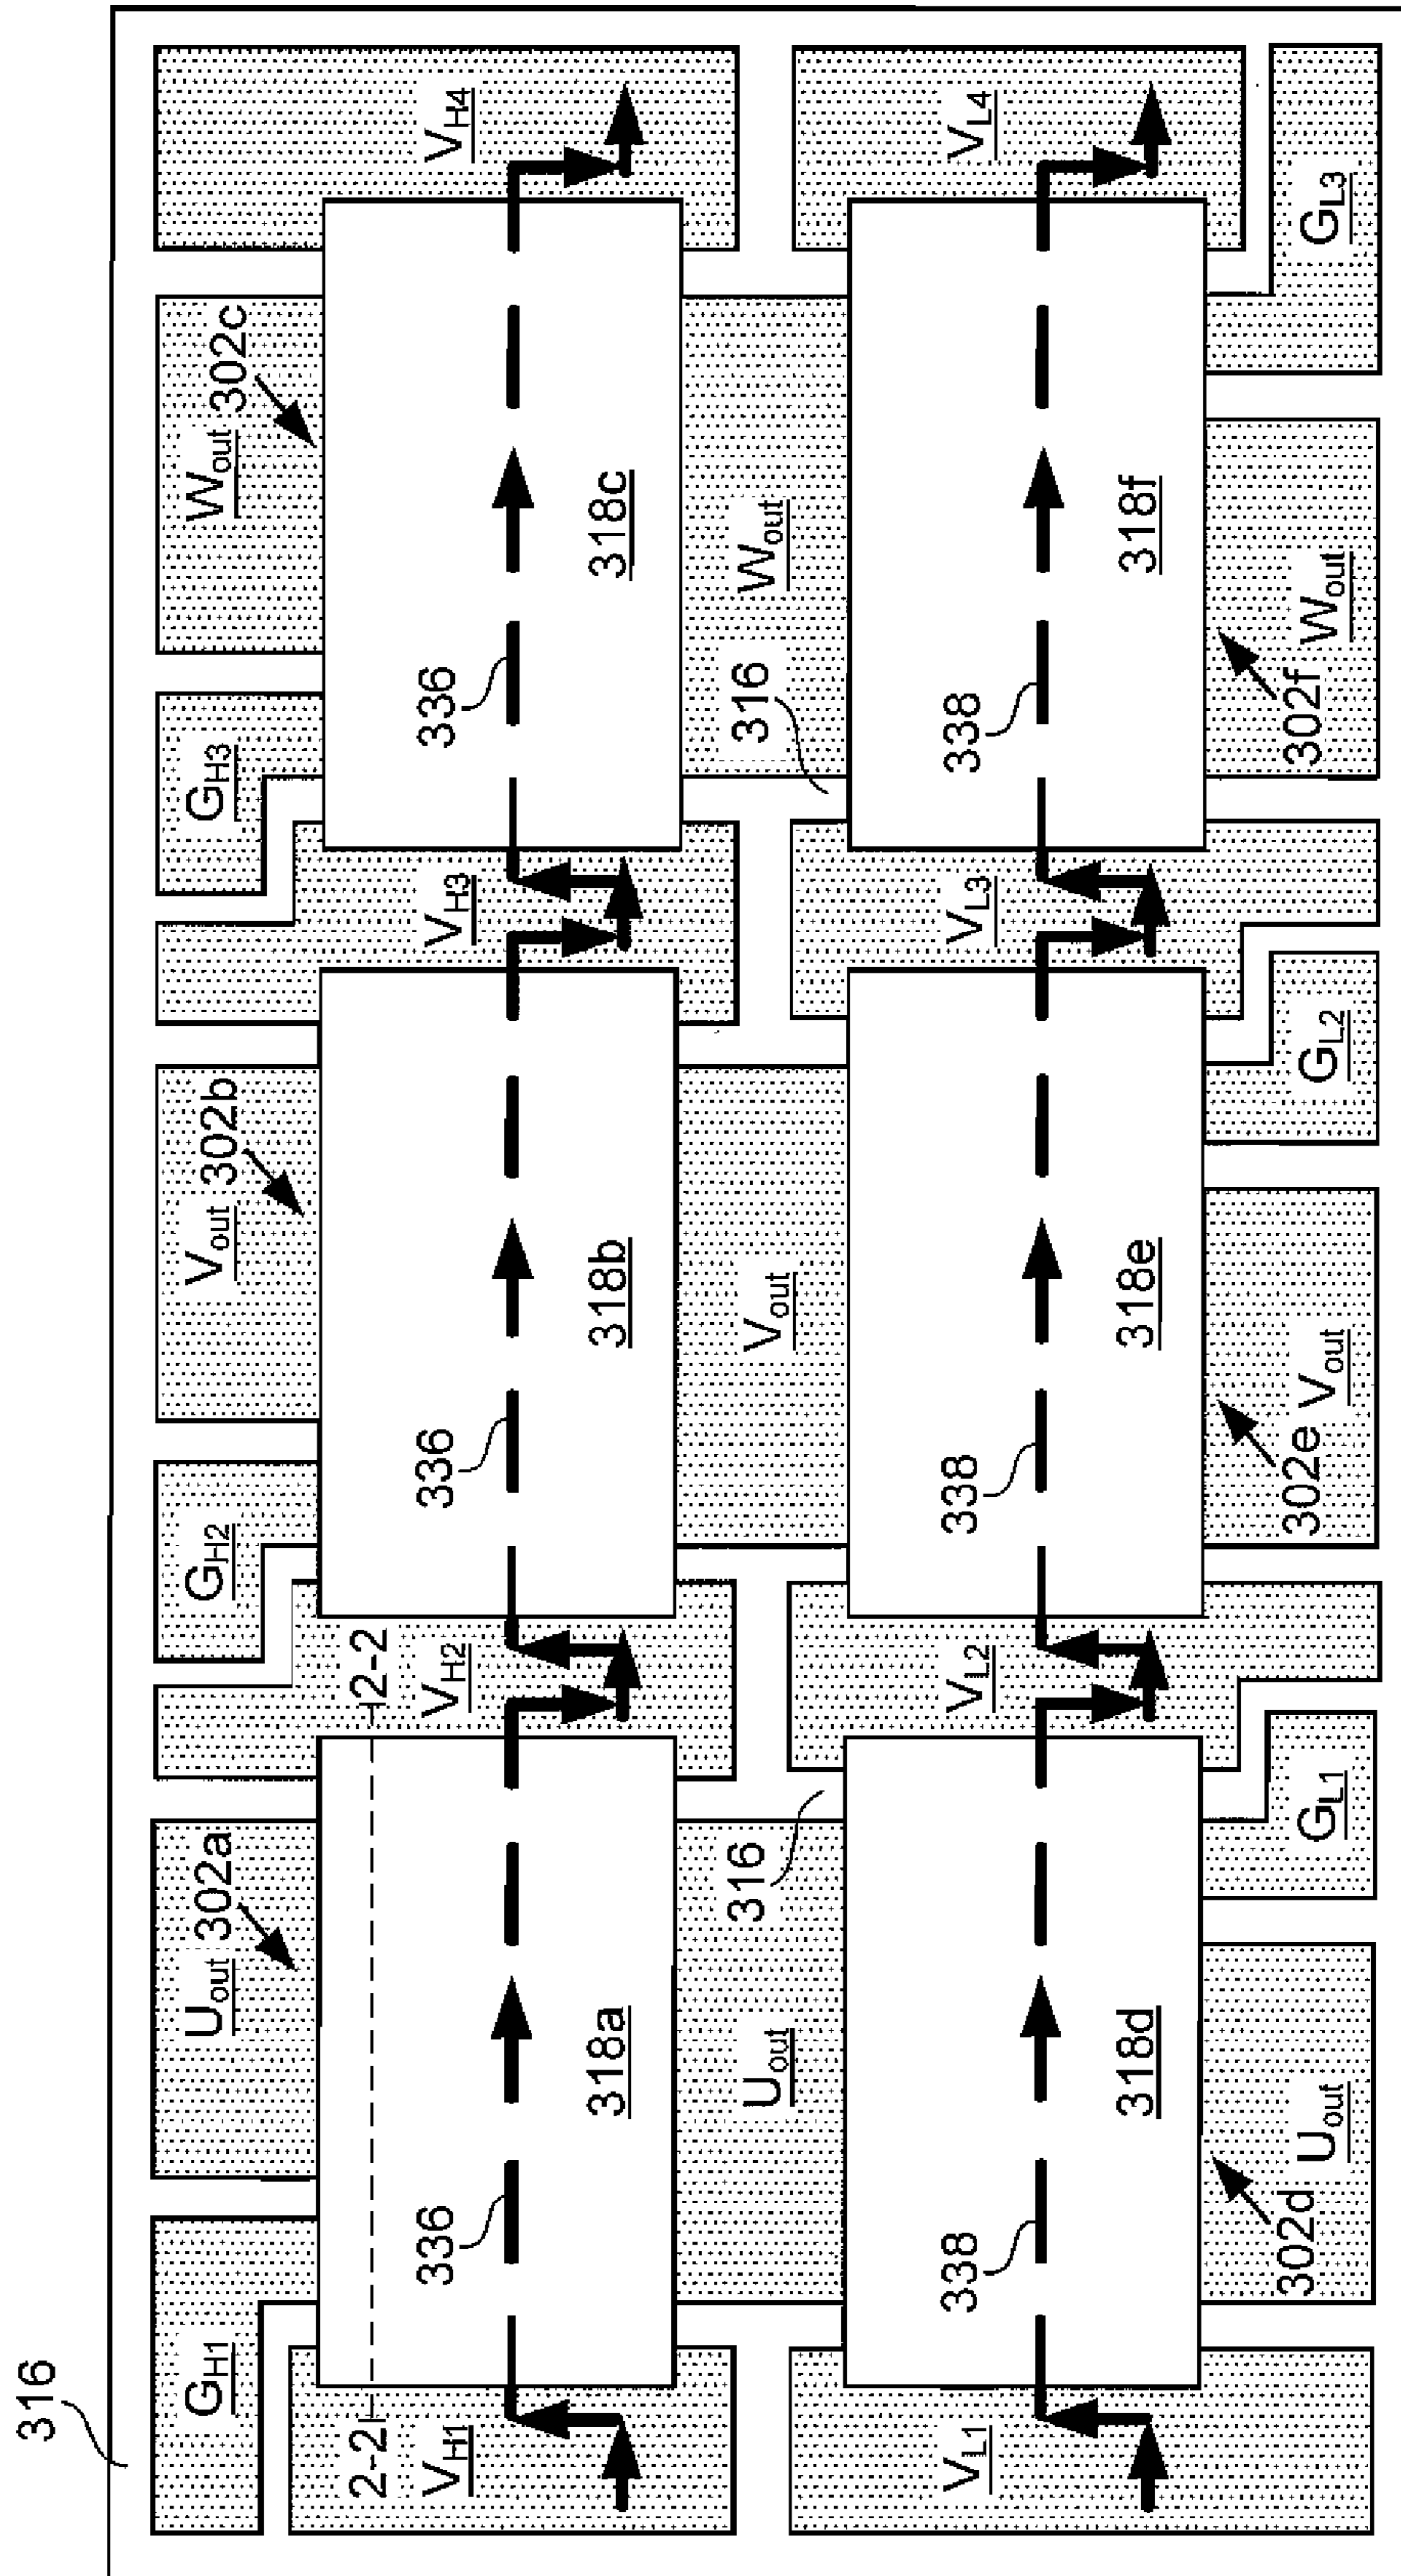 316
G_H1
U_out 302a
G_H2
V_out 302b
G_H3
W_out 302c
2-2
2-2
V_H1
336
V_H2
336
V_H3
336
V_H4
318a
318b
318c
U_out
316
V_out
316
W_out
V_L1
338
V_L2
338
V_L3
338
V_L4
318d
318e
318f
302d
U_out
G_L1
302e
V_out
G_L2
302f
W_out
G_L3